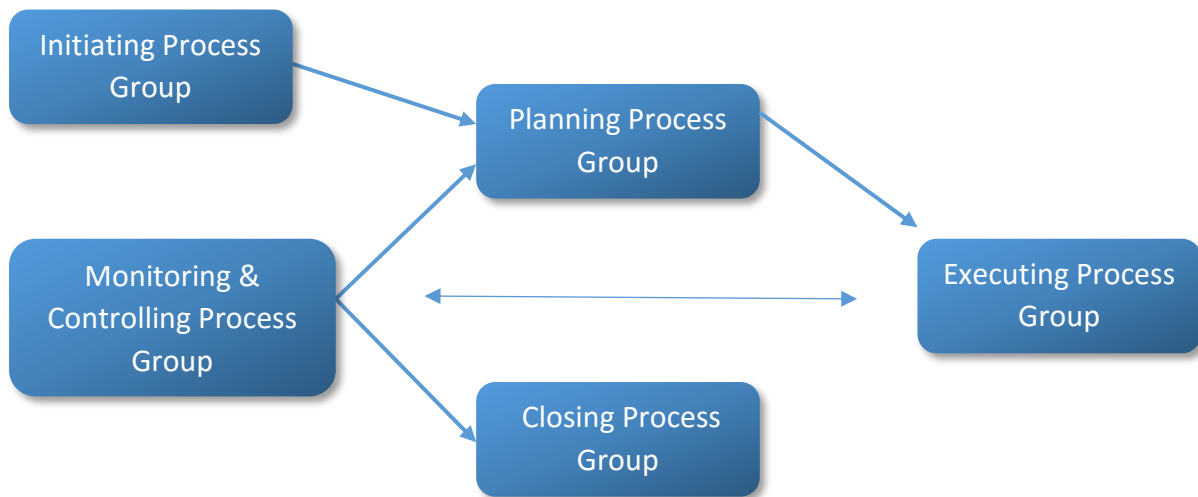 Initiating Process
Group
Planning Process
Group
Monitoring &
Controlling Process
Group
Executing Process
Group
Closing Process
Group